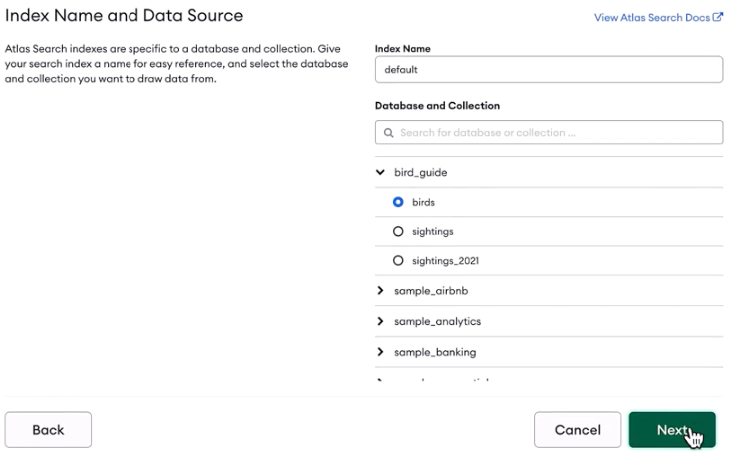 Index Name and Data Source
View Atlas Search Docs
Atlas Search indexes are specific to a database and collection. Give
your search index a name for easy reference, and select the database
and collection you want to draw data from.
Index Name
default
Database and Collection
Search for database or collection ...
bird_guide
birds
sightings
sightings_2021
sample_airbnb
sample_analytics
sample_banking
Back
Cancel
Next